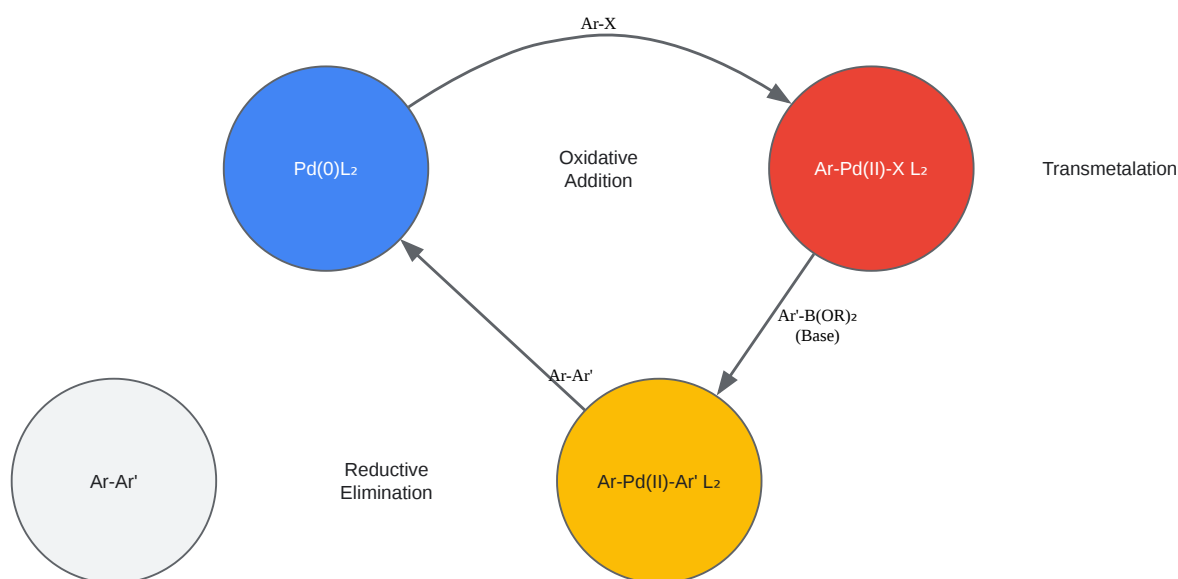 Ar-X
Pd(0)L₂
Oxidative
Addition
Ar-Pd(II)-X L₂
Transmetalation
Ar'-B(OR)₂
(Base)
Ar-Ar'
Ar-Ar'
Reductive
Elimination
Ar-Pd(II)-Ar' L₂